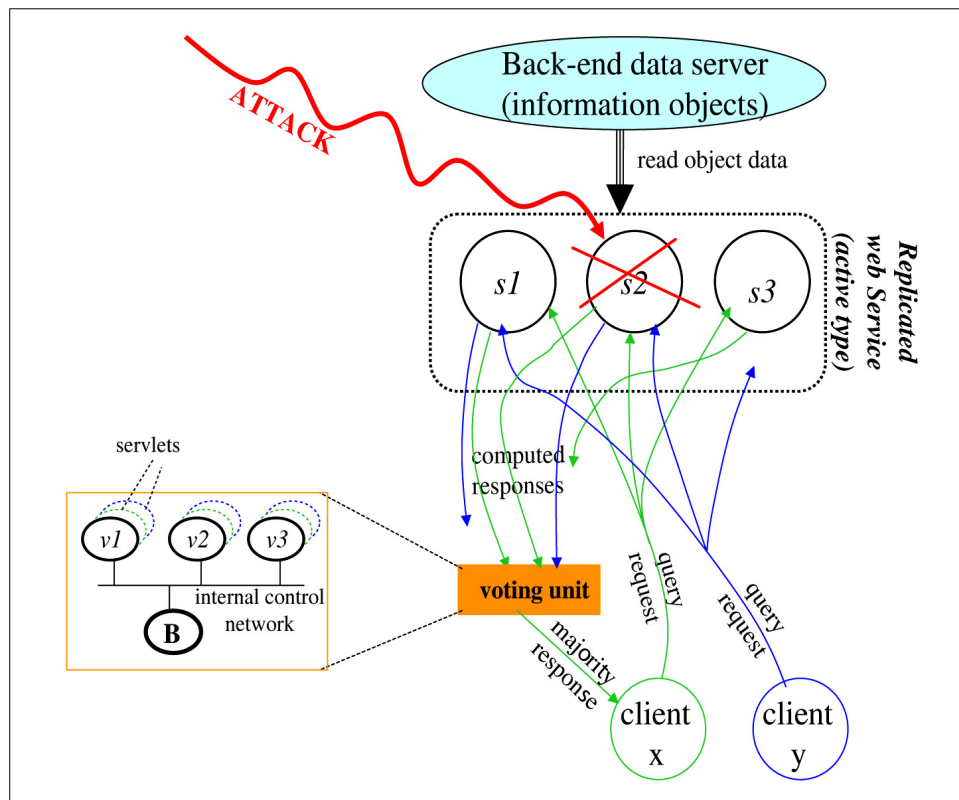 Back-end data server
(information objects)
ATTACK
read object data
s1
s2
s3
Replicated
web Service
(active type)
servlets
computed
responses
v1
v2
v3
internal control
network
B
voting unit
majority
response
query
request
query
request
client
x
client
y